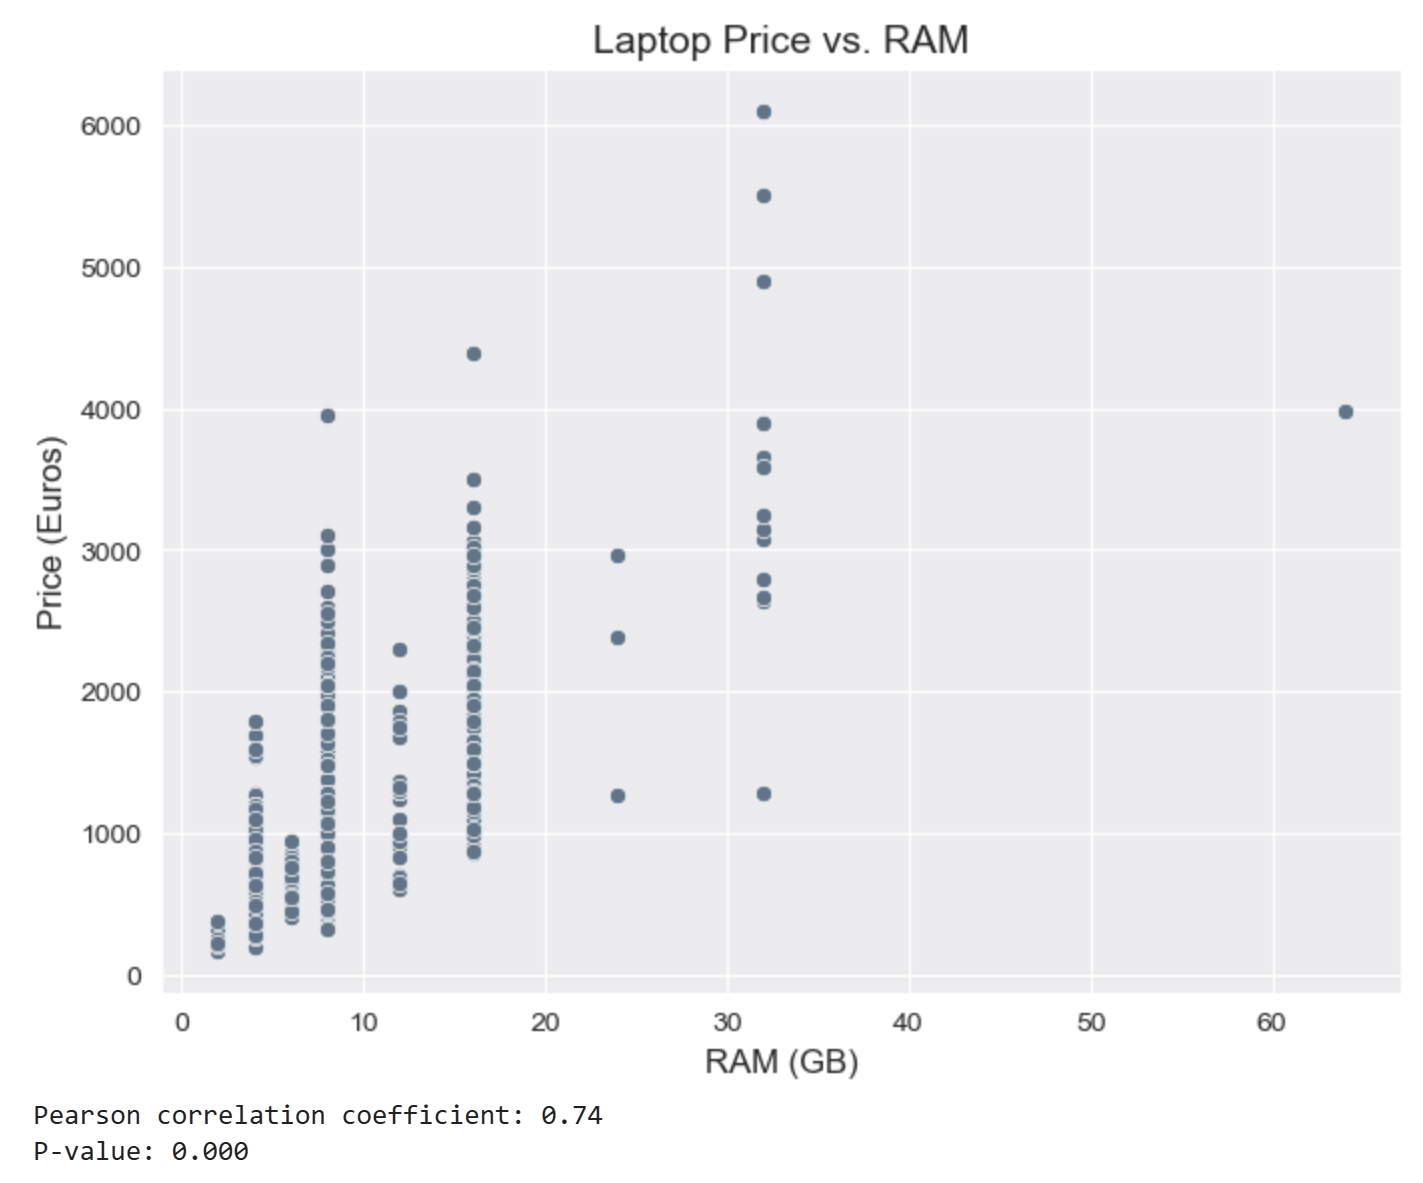 Laptop Price vs. RAM
6000
5000
4000
3000
2000
1000
0
Price (Euros)
0 10 20 30 40 50 60
RAM (GB)
Pearson correlation coefficient: 0.74
P-value: 0.000